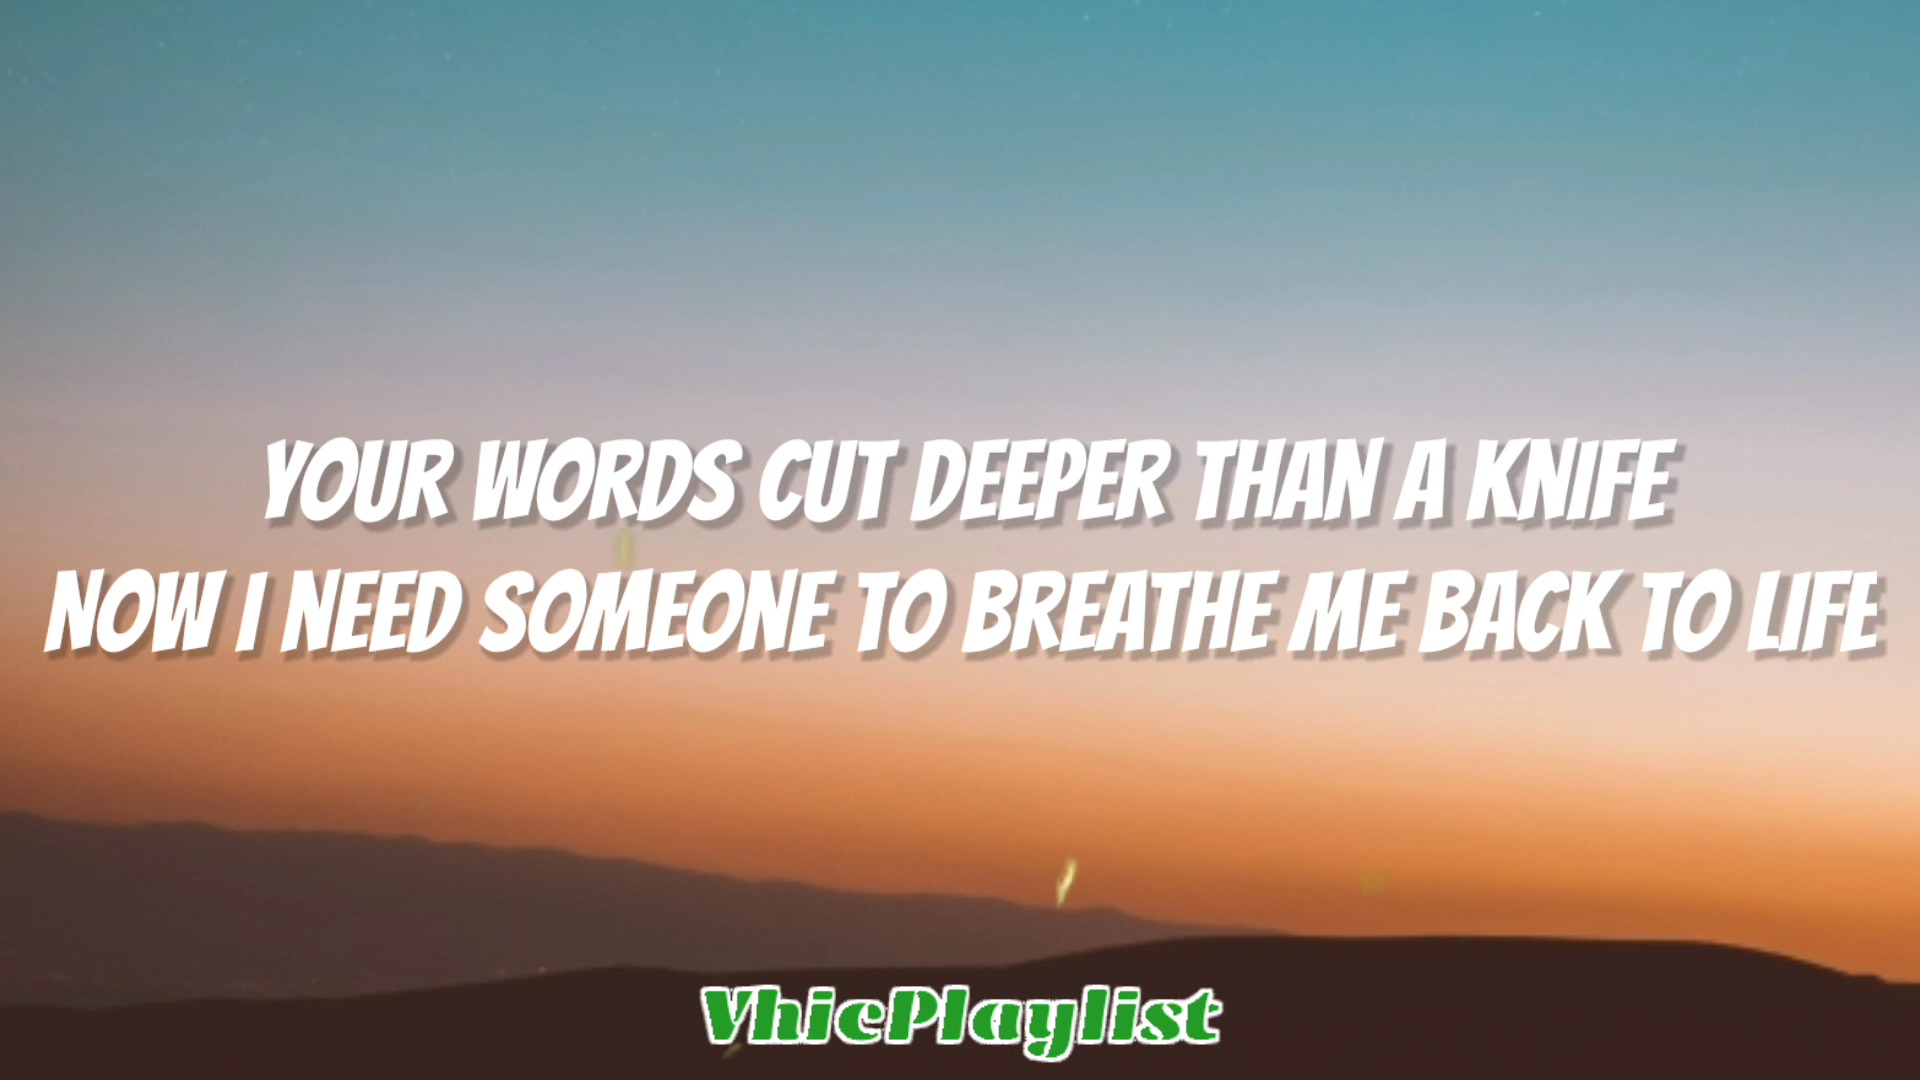 YOUR WORDS CUT DEEPER THAN A KNIFE
NOW I NEED SOMEONE TO BREATHE ME BACK TO LIFE
VhicPlaylist